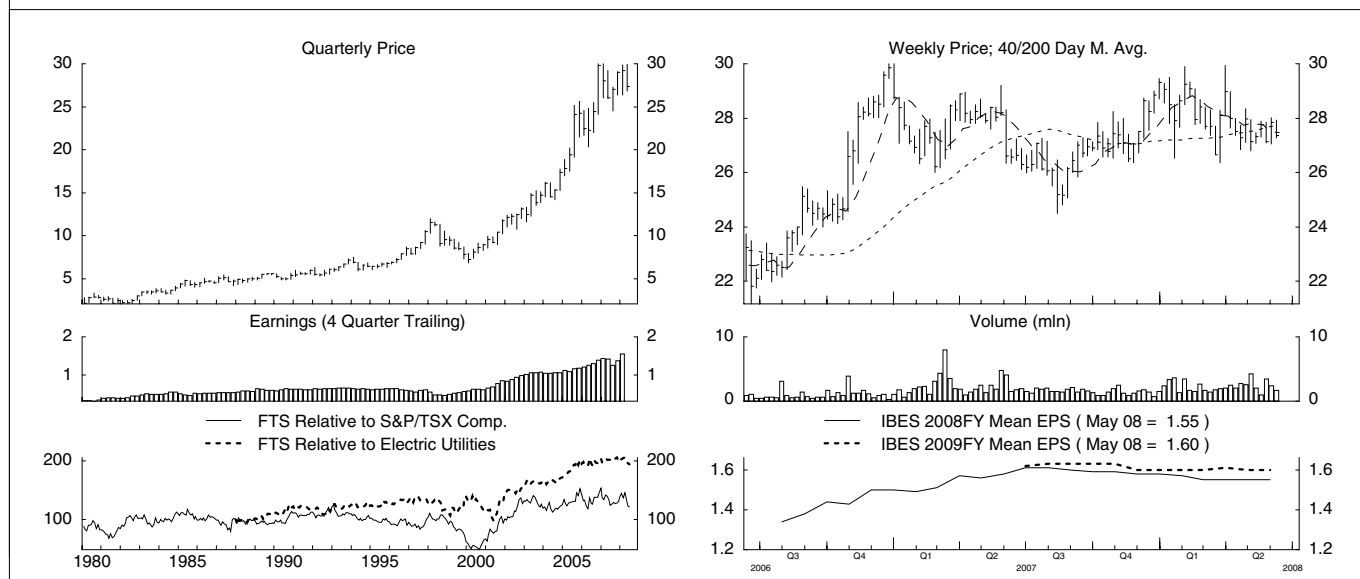 Quarterly Price
30 30
25 25
20 20
15 15
10 10
5 5
Earnings (4 Quarter Trailing)
2 2
1 1
FTS Relative to S&P/TSX Comp.
FTS Relative to Electric Utilities
200 200
100 100
1980 1985 1990 1995 2000 2005
Weekly Price; 40/200 Day M. Avg.
30 30
28 28
26 26
24 24
22 22
Volume (mln)
10 10
0 0
IBES 2008FY Mean EPS ( May 08 = 1.55 )
IBES 2009FY Mean EPS ( May 08 = 1.60 )
1.6 1.6
1.4 1.4
1.2 1.2
Q3 Q4 Q1 Q2 Q3 Q4 Q1 Q2
2006 2007 2008